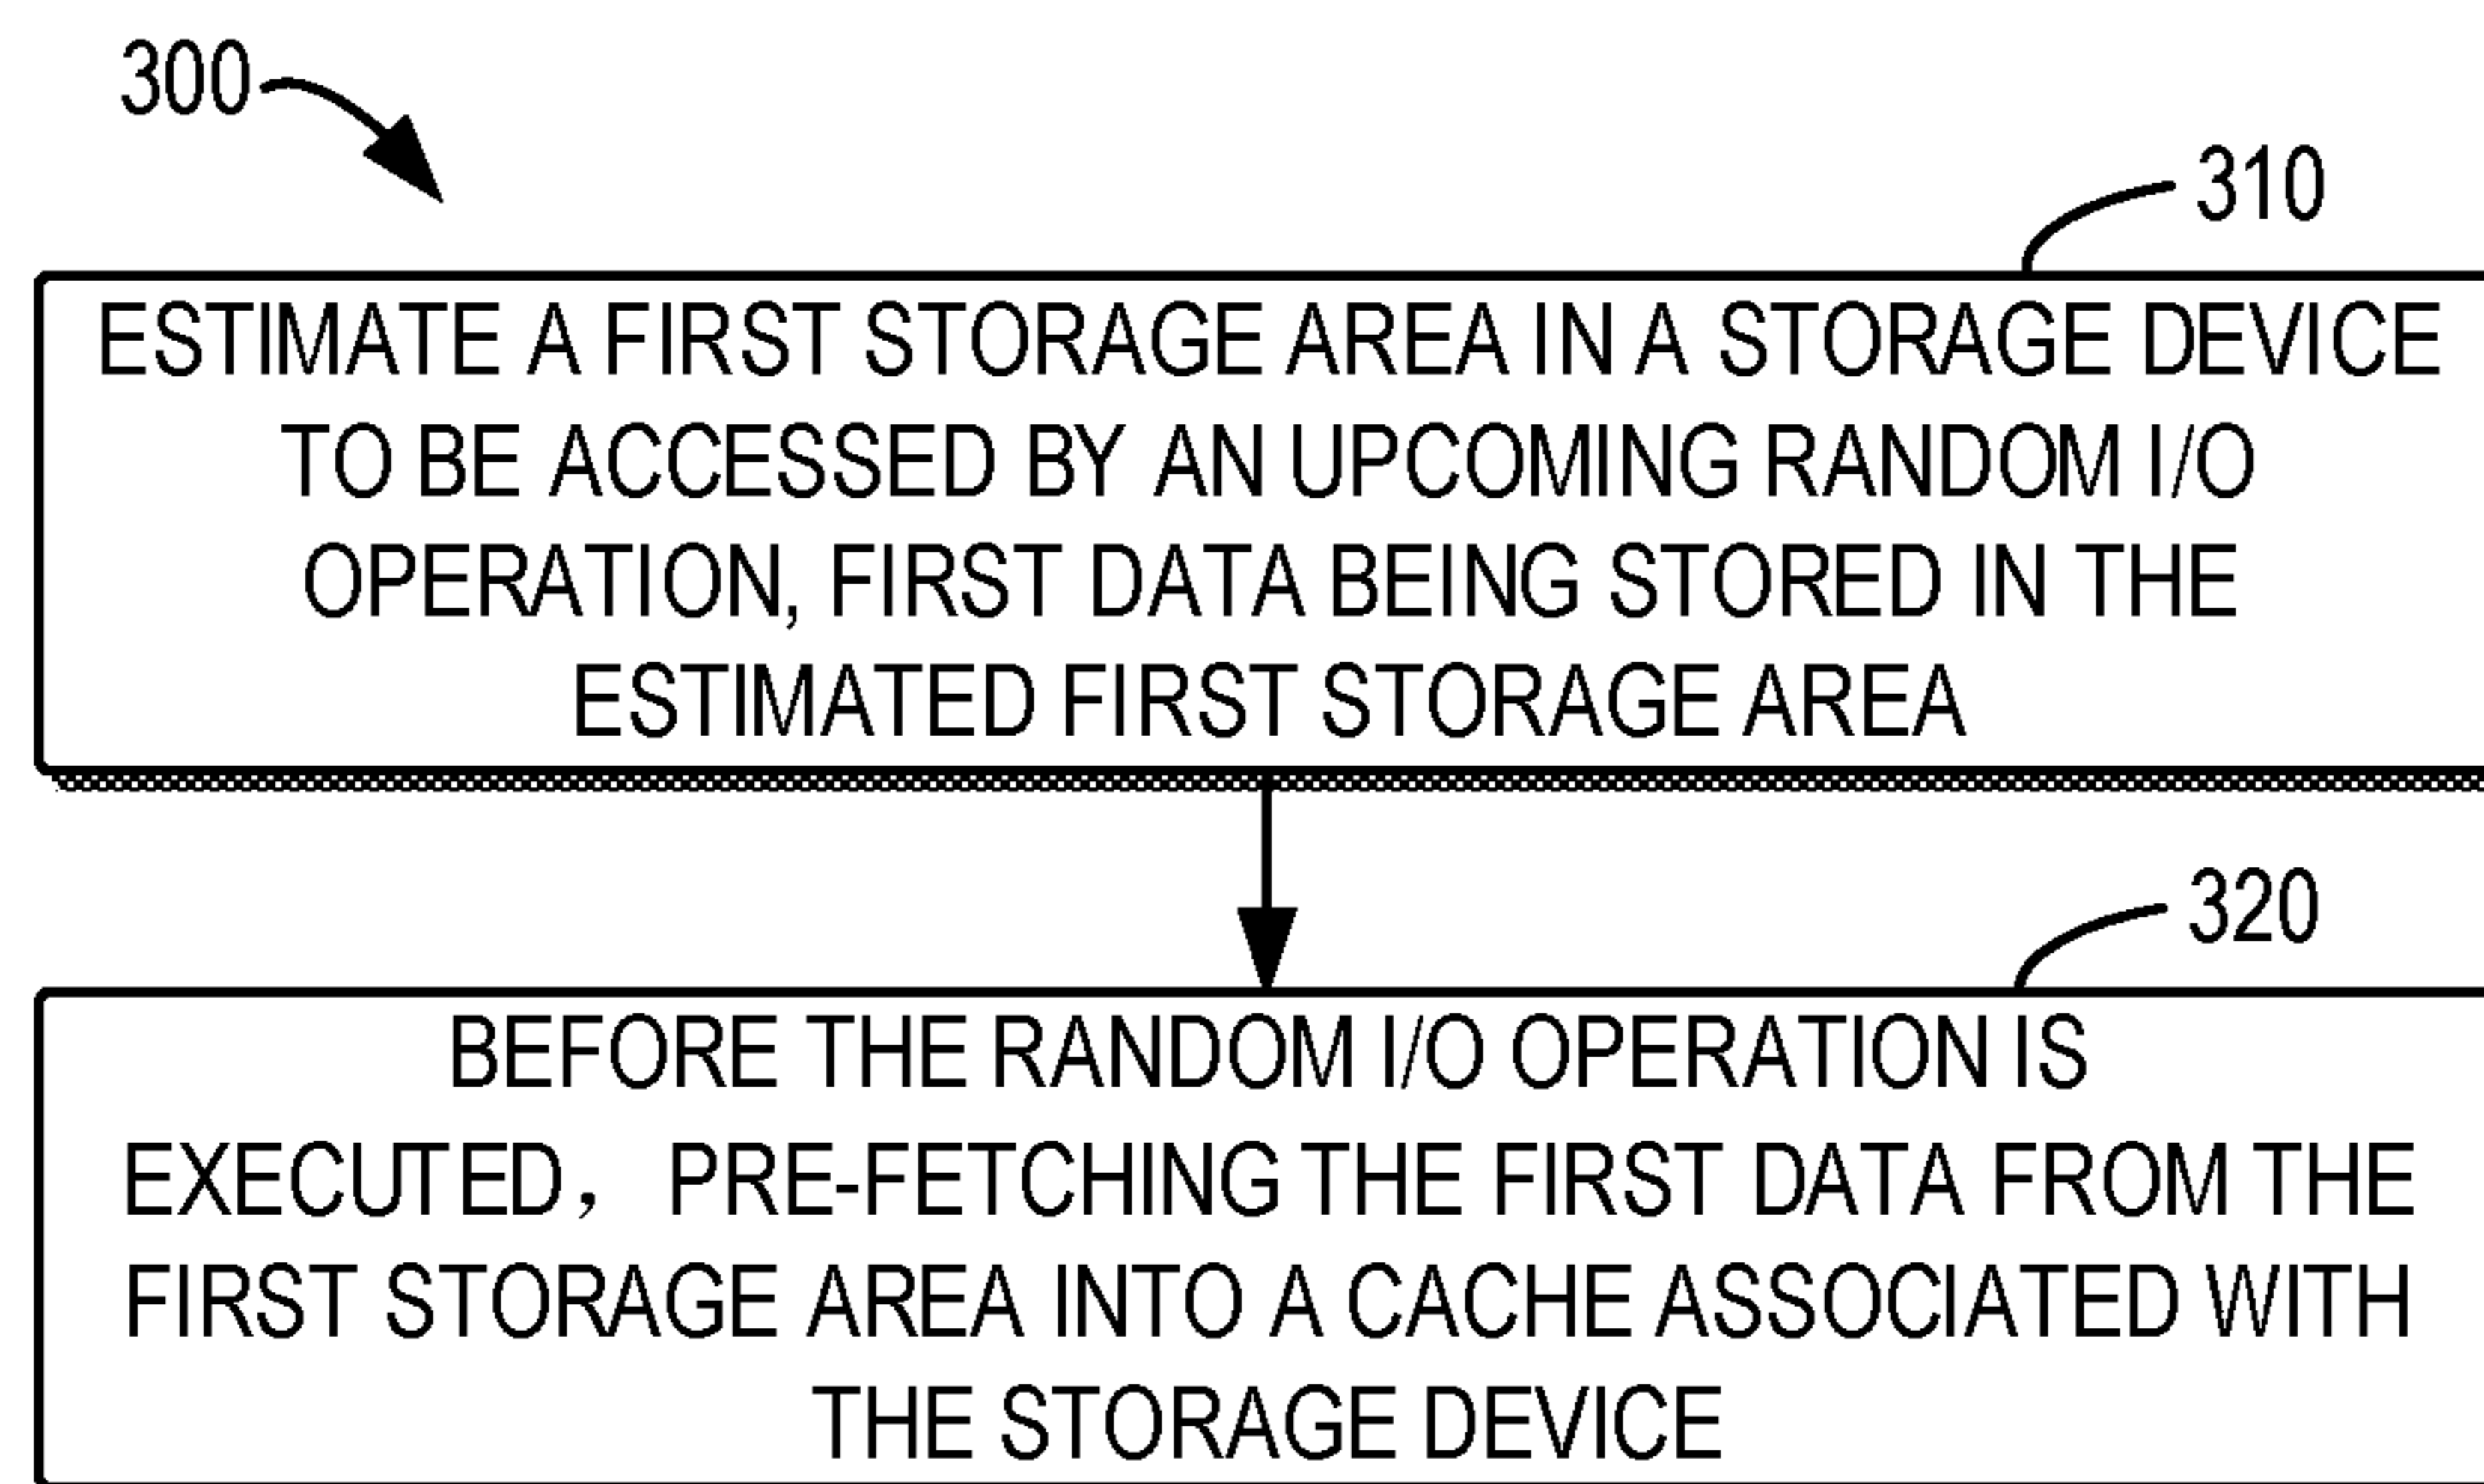 300
310
ESTIMATE A FIRST STORAGE AREA IN A STORAGE DEVICE
TO BE ACCESSED BY AN UPCOMING RANDOM I/O
OPERATION, FIRST DATA BEING STORED IN THE
ESTIMATED FIRST STORAGE AREA
320
BEFORE THE RANDOM I/O OPERATION IS
EXECUTED, PRE-FETCHING THE FIRST DATA FROM THE
FIRST STORAGE AREA INTO A CACHE ASSOCIATED WITH
THE STORAGE DEVICE